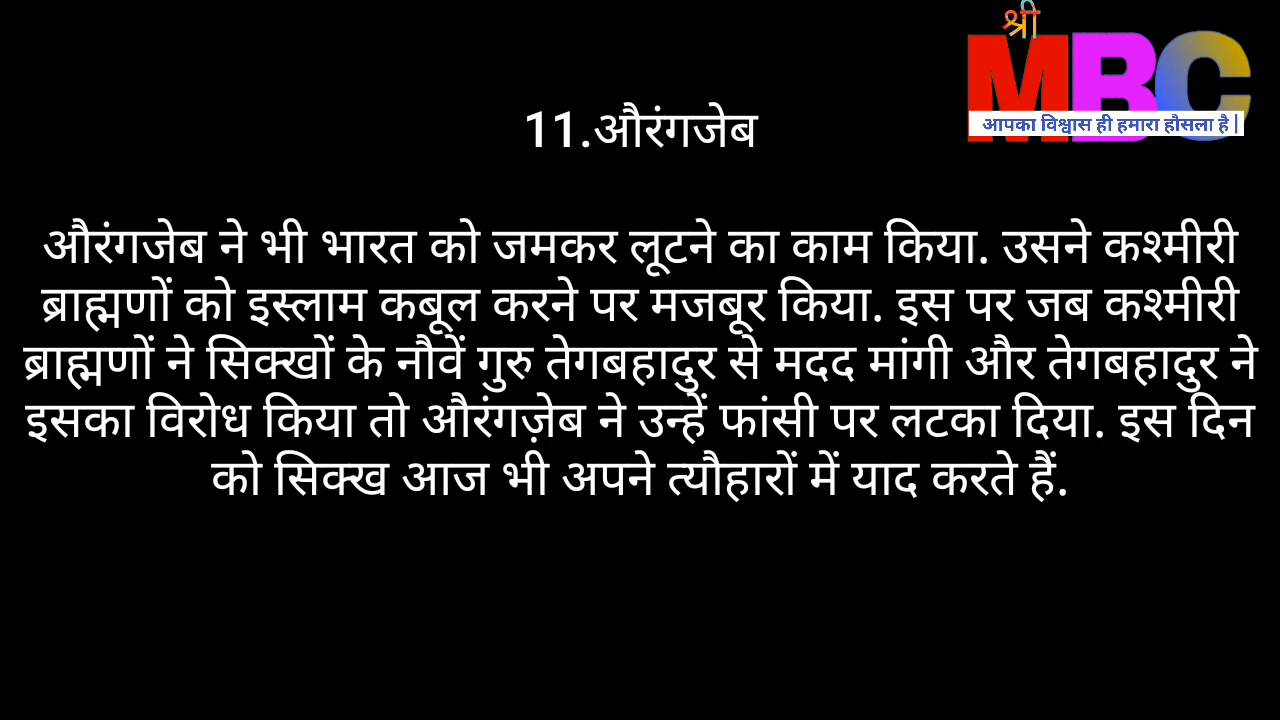 श्री
MBC
आपका विश्वास ही हमारा हौसला है |
11.औरंगजेब
औरंगजेब ने भी भारत को जमकर लूटने का काम किया. उसने कश्मीरी
ब्राह्मणों को इस्लाम कबूल करने पर मजबूर किया. इस पर जब कश्मीरी
ब्राह्मणों ने सिक्खों के नौवें गुरु तेगबहादुर से मदद मांगी और तेगबहादुर ने
इसका विरोध किया तो औरंगज़ेब ने उन्हें फांसी पर लटका दिया. इस दिन
को सिक्ख आज भी अपने त्यौहारों में याद करते हैं.